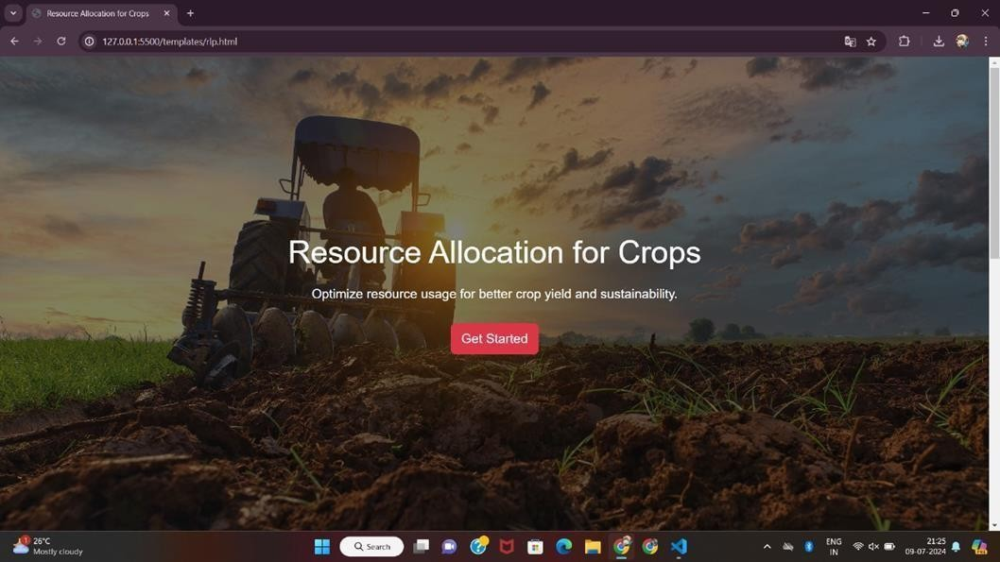 Resource Allocation for Crops
127.0.0.1:5500/templates/rlp.html
Resource Allocation for Crops
Optimize resource usage for better crop yield and sustainability.
Get Started
1
26°C
Mostly cloudy
Search
ENG
IN
21:25
09-07-2024